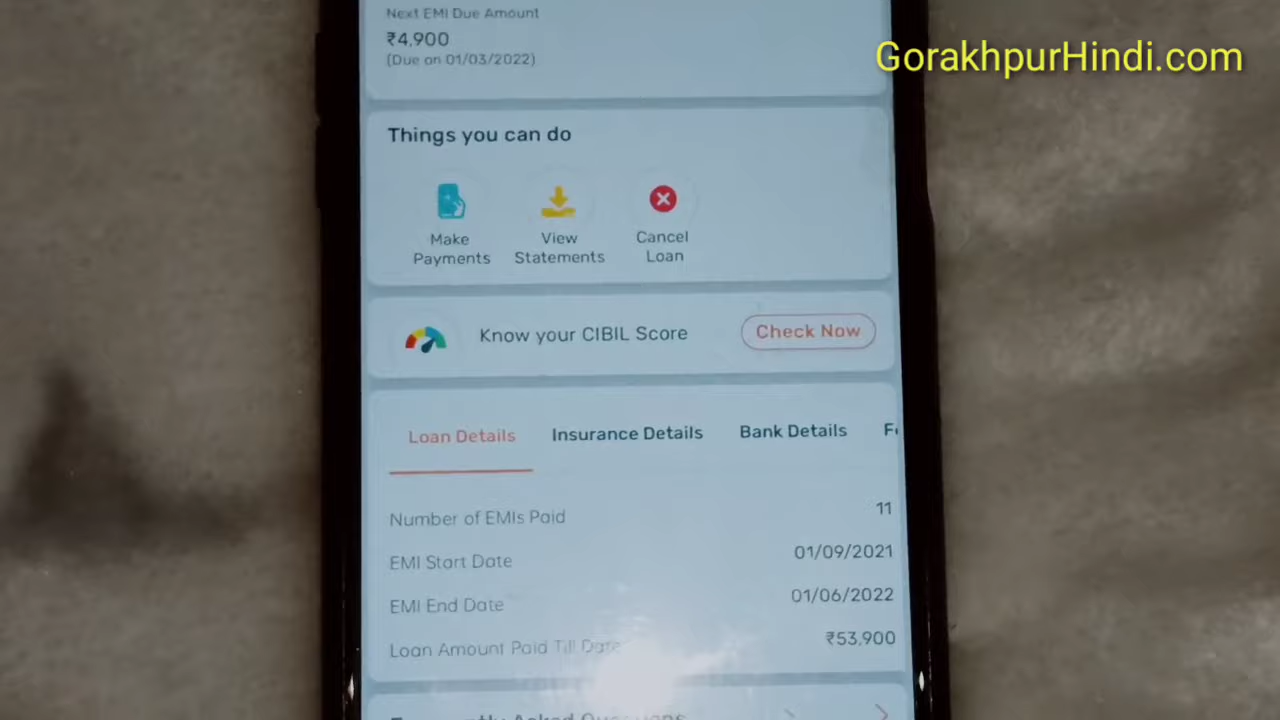 Next EMI Due Amount
₹4,900
(Due on 01/03/2022)
GorakhpurHindi.com
Things you can do
Make Payments
View Statements
Cancel Loan
Know your CIBIL Score
Check Now
Loan Details Insurance Details Bank Details
Number of EMIs Paid 11
EMI Start Date 01/09/2021
EMI End Date 01/06/2022
Loan Amount Paid Till Date ₹53,900
Frequently Asked Questions